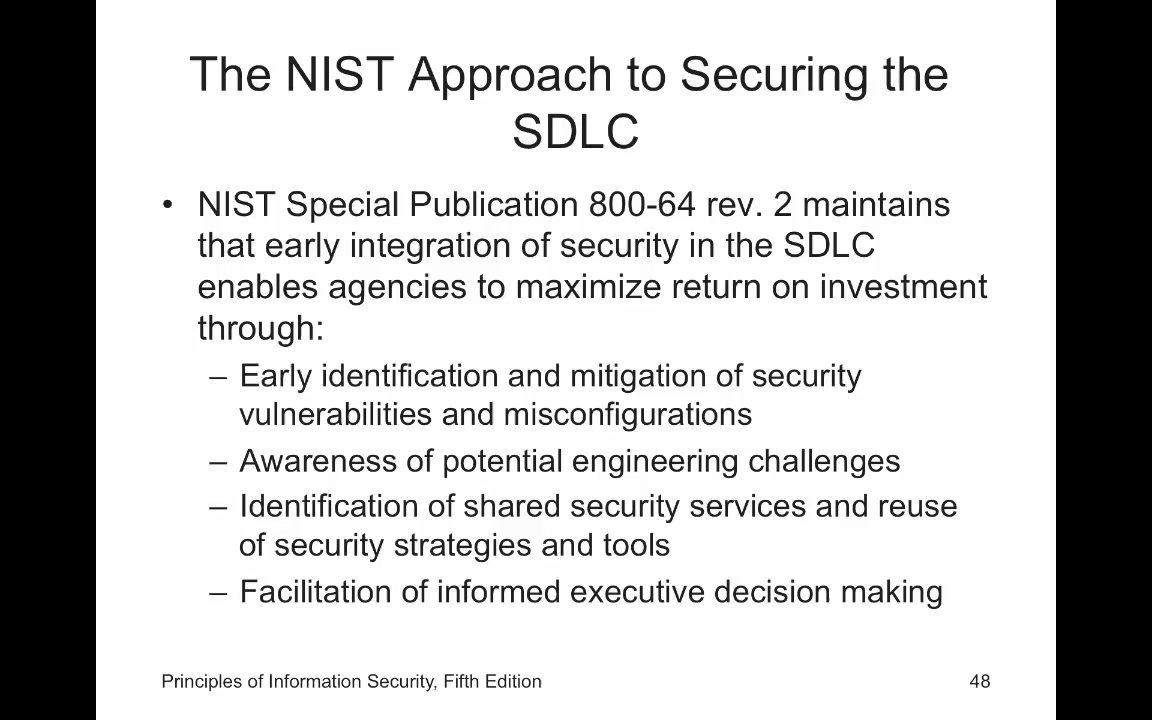 The NIST Approach to Securing the
SDLC
• NIST Special Publication 800-64 rev. 2 maintains
that early integration of security in the SDLC
enables agencies to maximize return on investment
through:
– Early identification and mitigation of security
vulnerabilities and misconfigurations
– Awareness of potential engineering challenges
– Identification of shared security services and reuse
of security strategies and tools
– Facilitation of informed executive decision making
Principles of Information Security, Fifth Edition
48